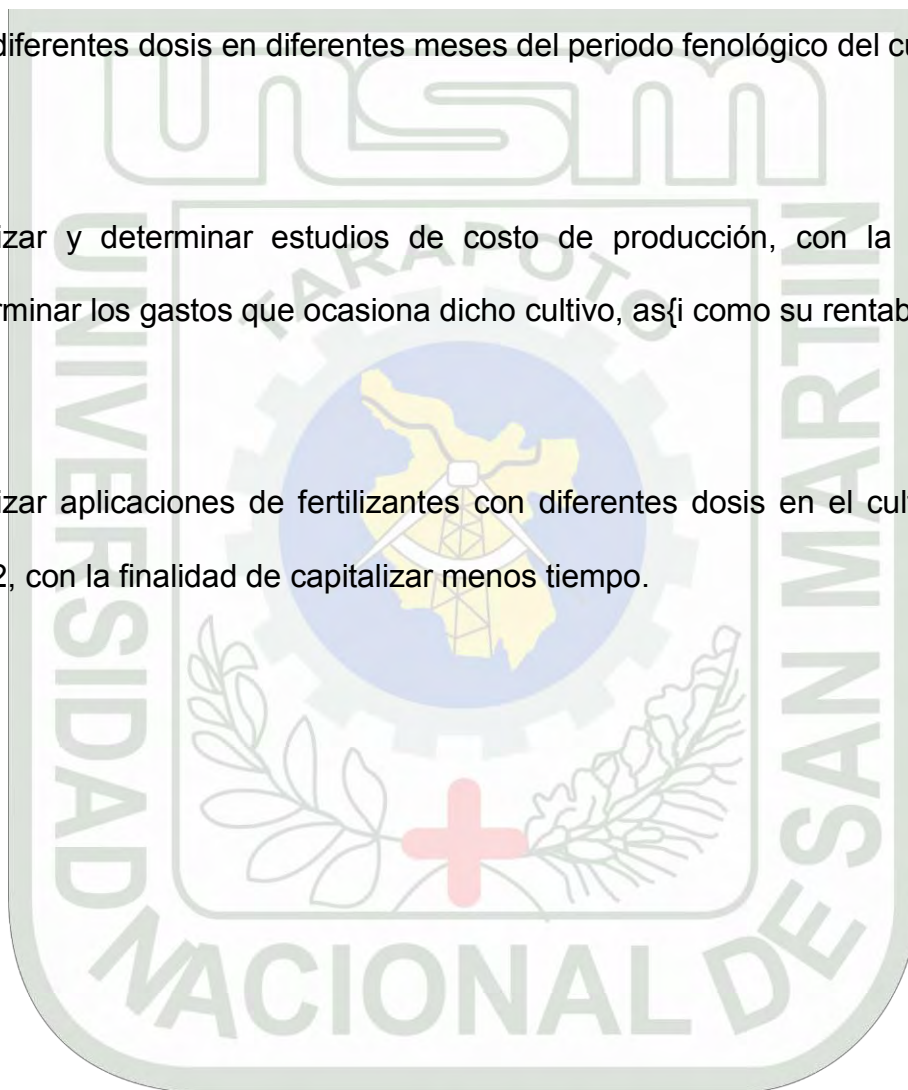 diferentes dosis en diferentes meses del periodo fenológico del cu
unsm
izar y determinar estudios de costo de producción, con la
TARAPOTO
rminar los gastos que ocasiona dicho cultivo, as{i como su rentab
izar aplicaciones de fertilizantes con diferentes dosis en el cul
2, con la finalidad de capitalizar menos tiempo.
UNIVERSIDAD NACIONAL DE SAN MARTIN